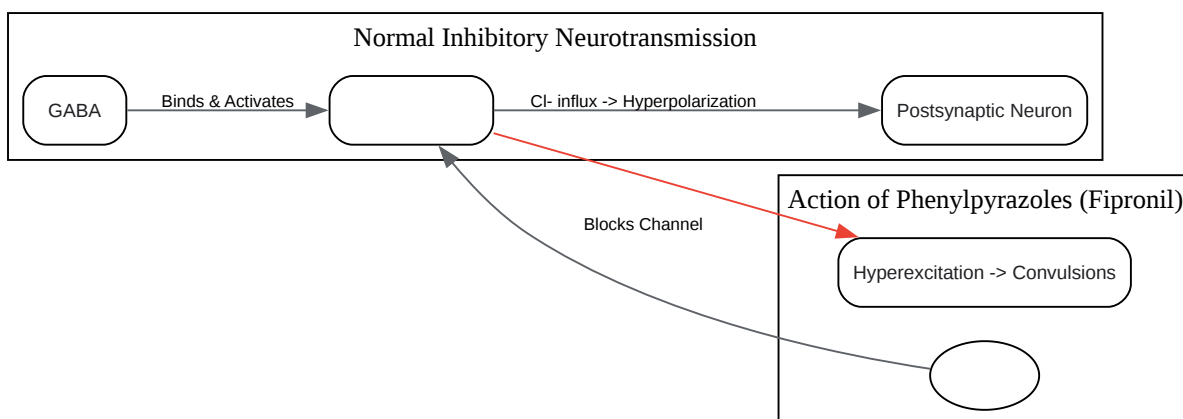 Normal Inhibitory Neurotransmission
GABA
Binds & Activates
Cl- influx -> Hyperpolarization
Postsynaptic Neuron
Action of Phenylpyrazoles (Fipronil)
Blocks Channel
Hyperexcitation -> Convulsions